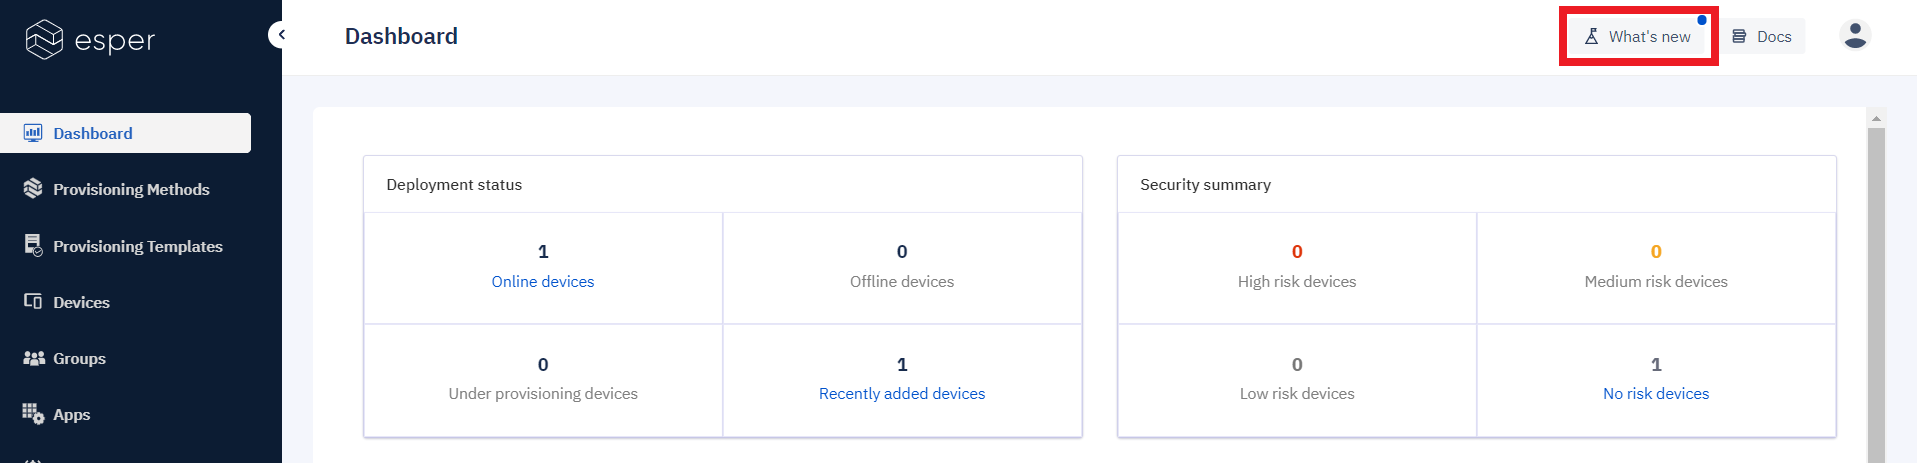 esper
Dashboard
What's new
Docs
Dashboard
Provisioning Methods
Provisioning Templates
Devices
Groups
Apps
Deployment status
1
Online devices
0
Offline devices
0
Under provisioning devices
1
Recently added devices
Security summary
0
High risk devices
0
Medium risk devices
0
Low risk devices
1
No risk devices